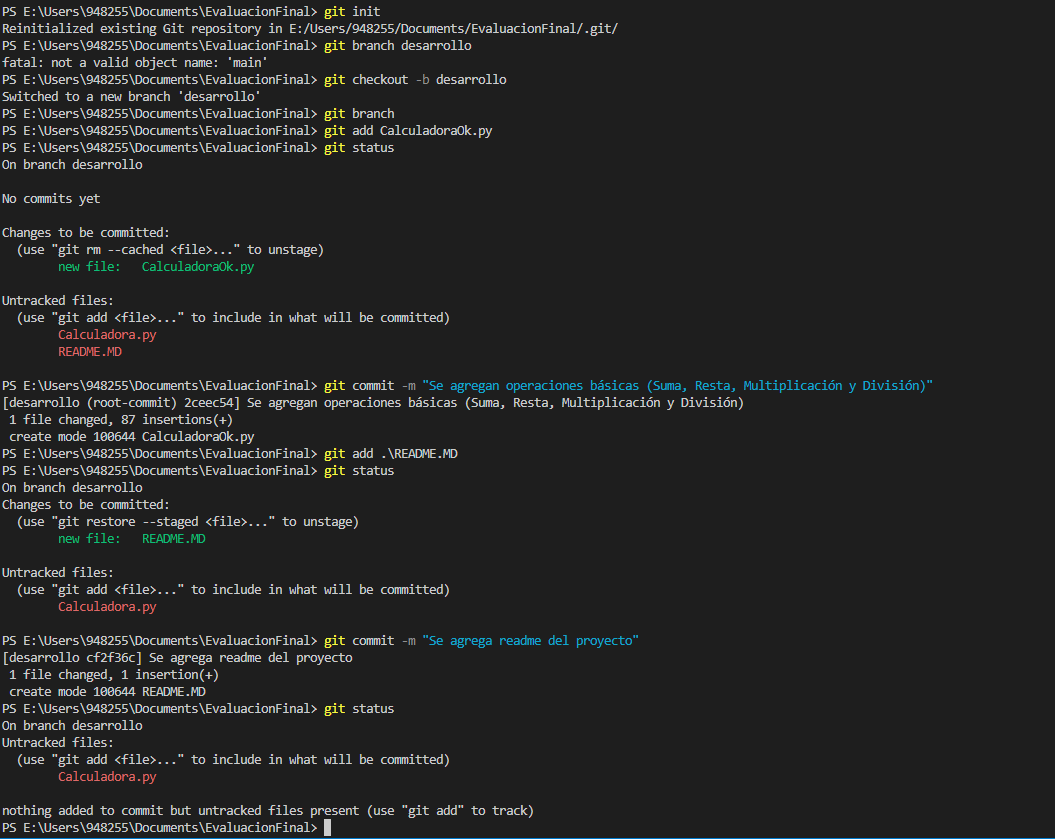 PS E:\Users\948255\Documents\EvaluacionFinal> git init
Reinitialized existing Git repository in E:/Users/948255/Documents/EvaluacionFinal/.git/
PS E:\Users\948255\Documents\EvaluacionFinal> git branch desarrollo
fatal: not a valid object name: 'main'
PS E:\Users\948255\Documents\EvaluacionFinal> git checkout -b desarrollo
Switched to a new branch 'desarrollo'
PS E:\Users\948255\Documents\EvaluacionFinal> git branch
PS E:\Users\948255\Documents\EvaluacionFinal> git add CalculadoraOk.py
PS E:\Users\948255\Documents\EvaluacionFinal> git status
On branch desarrollo

No commits yet

Changes to be committed:
  (use "git rm --cached <file>..." to unstage)
        new file:   CalculadoraOk.py

Untracked files:
  (use "git add <file>..." to include in what will be committed)
        Calculadora.py
        README.MD

PS E:\Users\948255\Documents\EvaluacionFinal> git commit -m "Se agregan operaciones básicas (Suma, Resta, Multiplicación y División)"
[desarrollo (root-commit) 2ceec54] Se agregan operaciones básicas (Suma, Resta, Multiplicación y División)
 1 file changed, 87 insertions(+)
 create mode 100644 CalculadoraOk.py
PS E:\Users\948255\Documents\EvaluacionFinal> git add .\README.MD
PS E:\Users\948255\Documents\EvaluacionFinal> git status
On branch desarrollo
Changes to be committed:
  (use "git restore --staged <file>..." to unstage)
        new file:   README.MD

Untracked files:
  (use "git add <file>..." to include in what will be committed)
        Calculadora.py

PS E:\Users\948255\Documents\EvaluacionFinal> git commit -m "Se agrega readme del proyecto"
[desarrollo cf2f36c] Se agrega readme del proyecto
 1 file changed, 1 insertion(+)
 create mode 100644 README.MD
PS E:\Users\948255\Documents\EvaluacionFinal> git status
On branch desarrollo
Untracked files:
  (use "git add <file>..." to include in what will be committed)
        Calculadora.py

nothing added to commit but untracked files present (use "git add" to track)
PS E:\Users\948255\Documents\EvaluacionFinal>